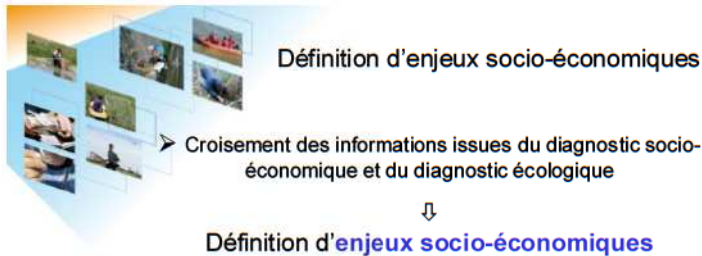 Définition d'enjeux socio-économiques
➢ Croisement des informations issues du diagnostic socio-
économique et du diagnostic écologique
⇩
Définition d'enjeux socio-économiques